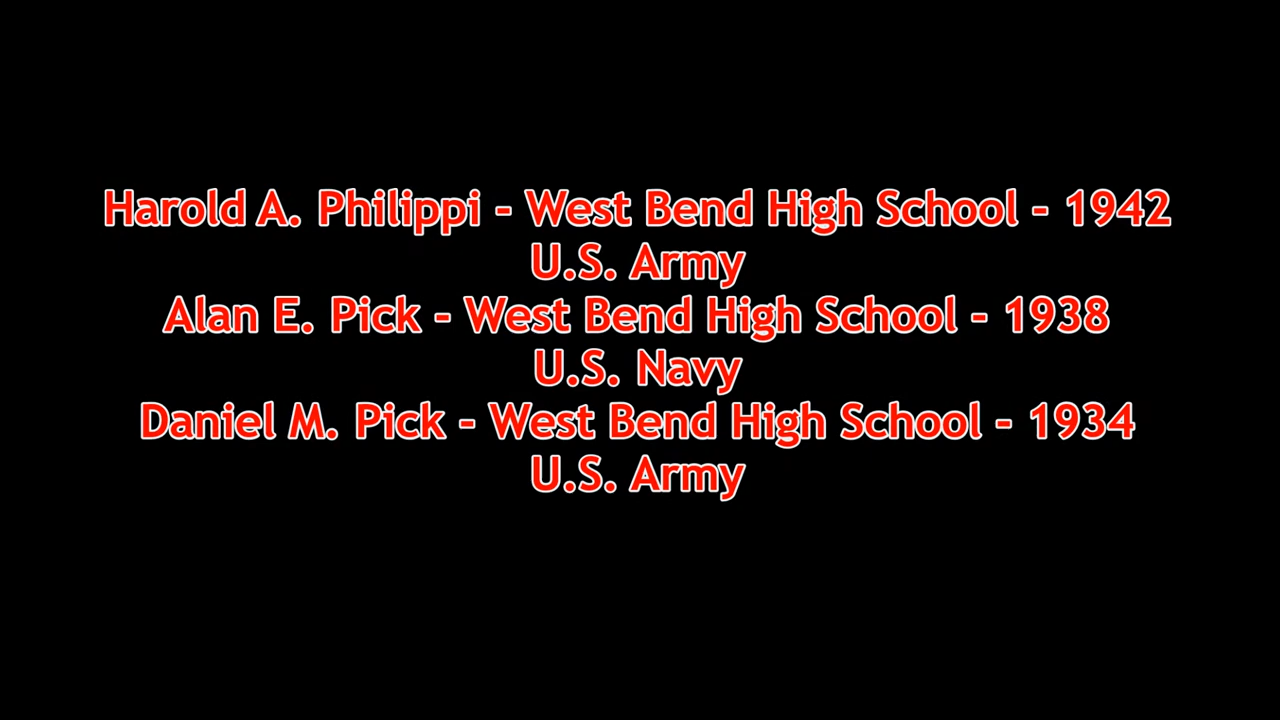 Harold A. Philippi - West Bend High School - 1942
U.S. Army
Alan E. Pick - West Bend High School - 1938
U.S. Navy
Daniel M. Pick - West Bend High School - 1934
U.S. Army